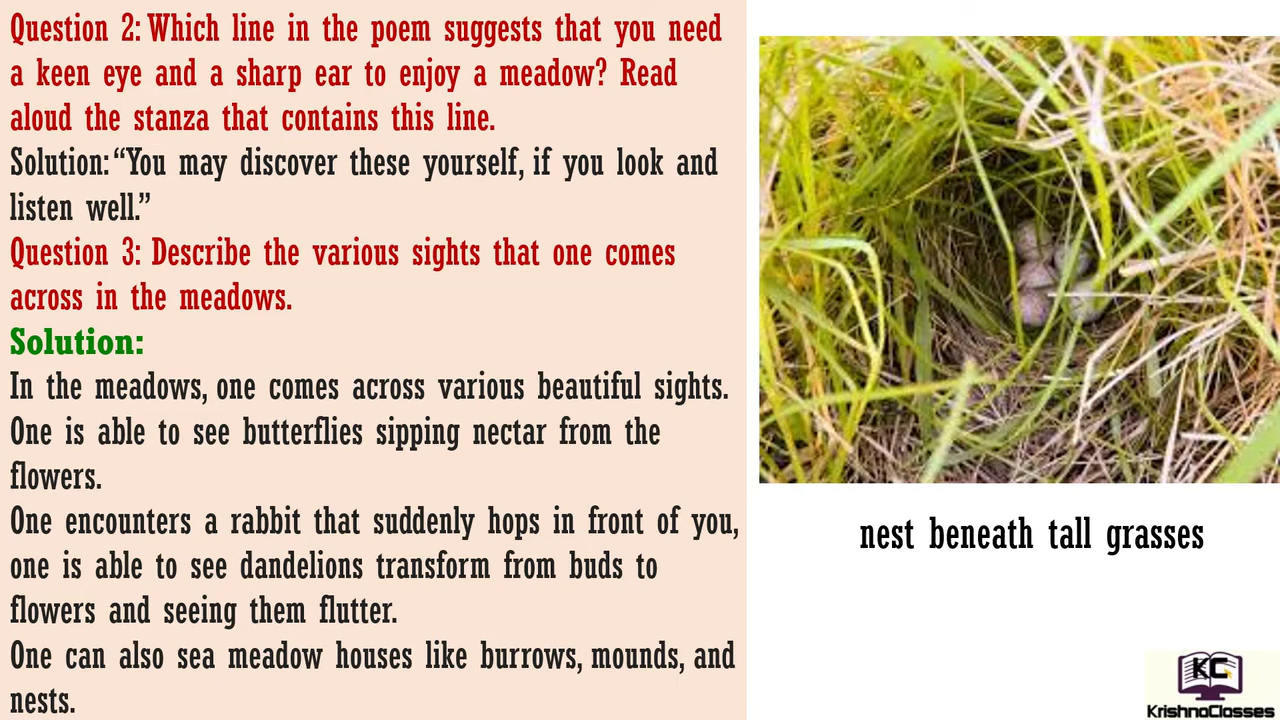 Question 2: Which line in the poem suggests that you need
a keen eye and a sharp ear to enjoy a meadow? Read
aloud the stanza that contains this line.
Solution: “You may discover these yourself, if you look and
listen well.”
Question 3: Describe the various sights that one comes
across in the meadows.
Solution:
In the meadows, one comes across various beautiful sights.
One is able to see butterflies sipping nectar from the
flowers.
One encounters a rabbit that suddenly hops in front of you,
one is able to see dandelions transform from buds to
flowers and seeing them flutter.
One can also sea meadow houses like burrows, mounds, and
nests.
nest beneath tall grasses
KC
KrishnoClasses